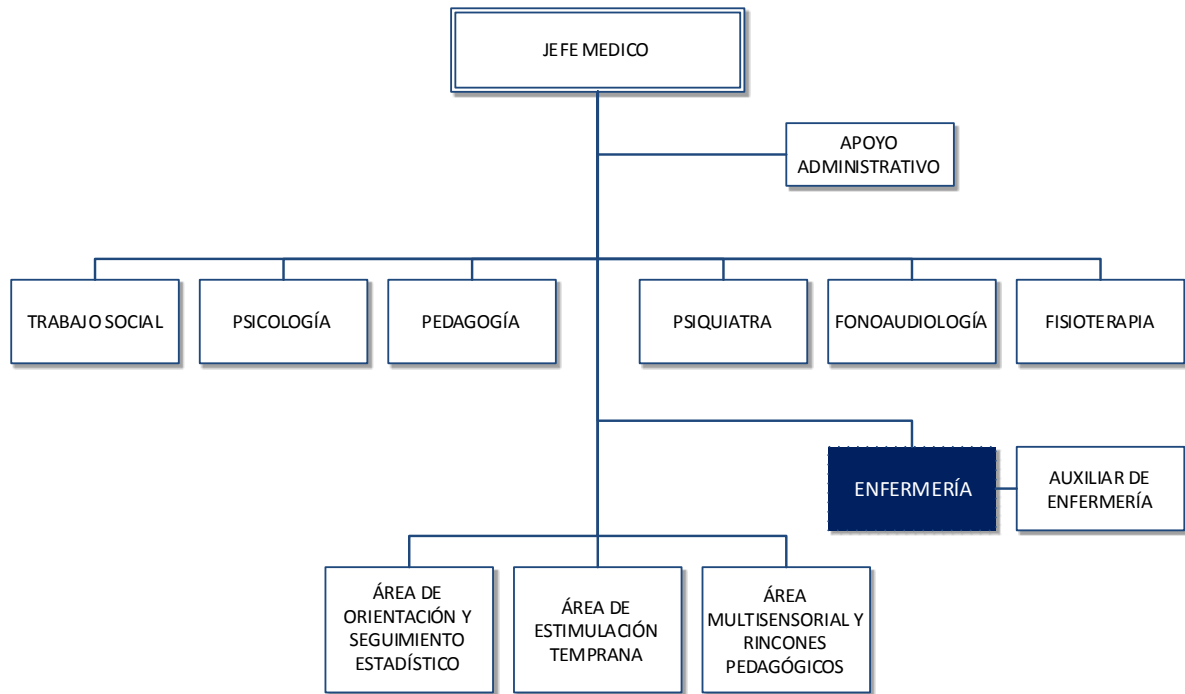 JEFE MEDICO
APOYO
ADMINISTRATIVO
TRABAJO SOCIAL
PSICOLOGÍA
PEDAGOGÍA
PSIQUIATRA
FONOAUDIOLOGÍA
FISIOTERAPIA
ENFERMERÍA
AUXILIAR DE
ENFERMERÍA
ÁREA DE
ORIENTACIÓN Y
SEGUIMIENTO
ESTADÍSTICO
ÁREA DE
ESTIMULACIÓN
TEMPRANA
ÁREA
MULTISENSORIAL Y
RINCONES
PEDAGÓGICOS